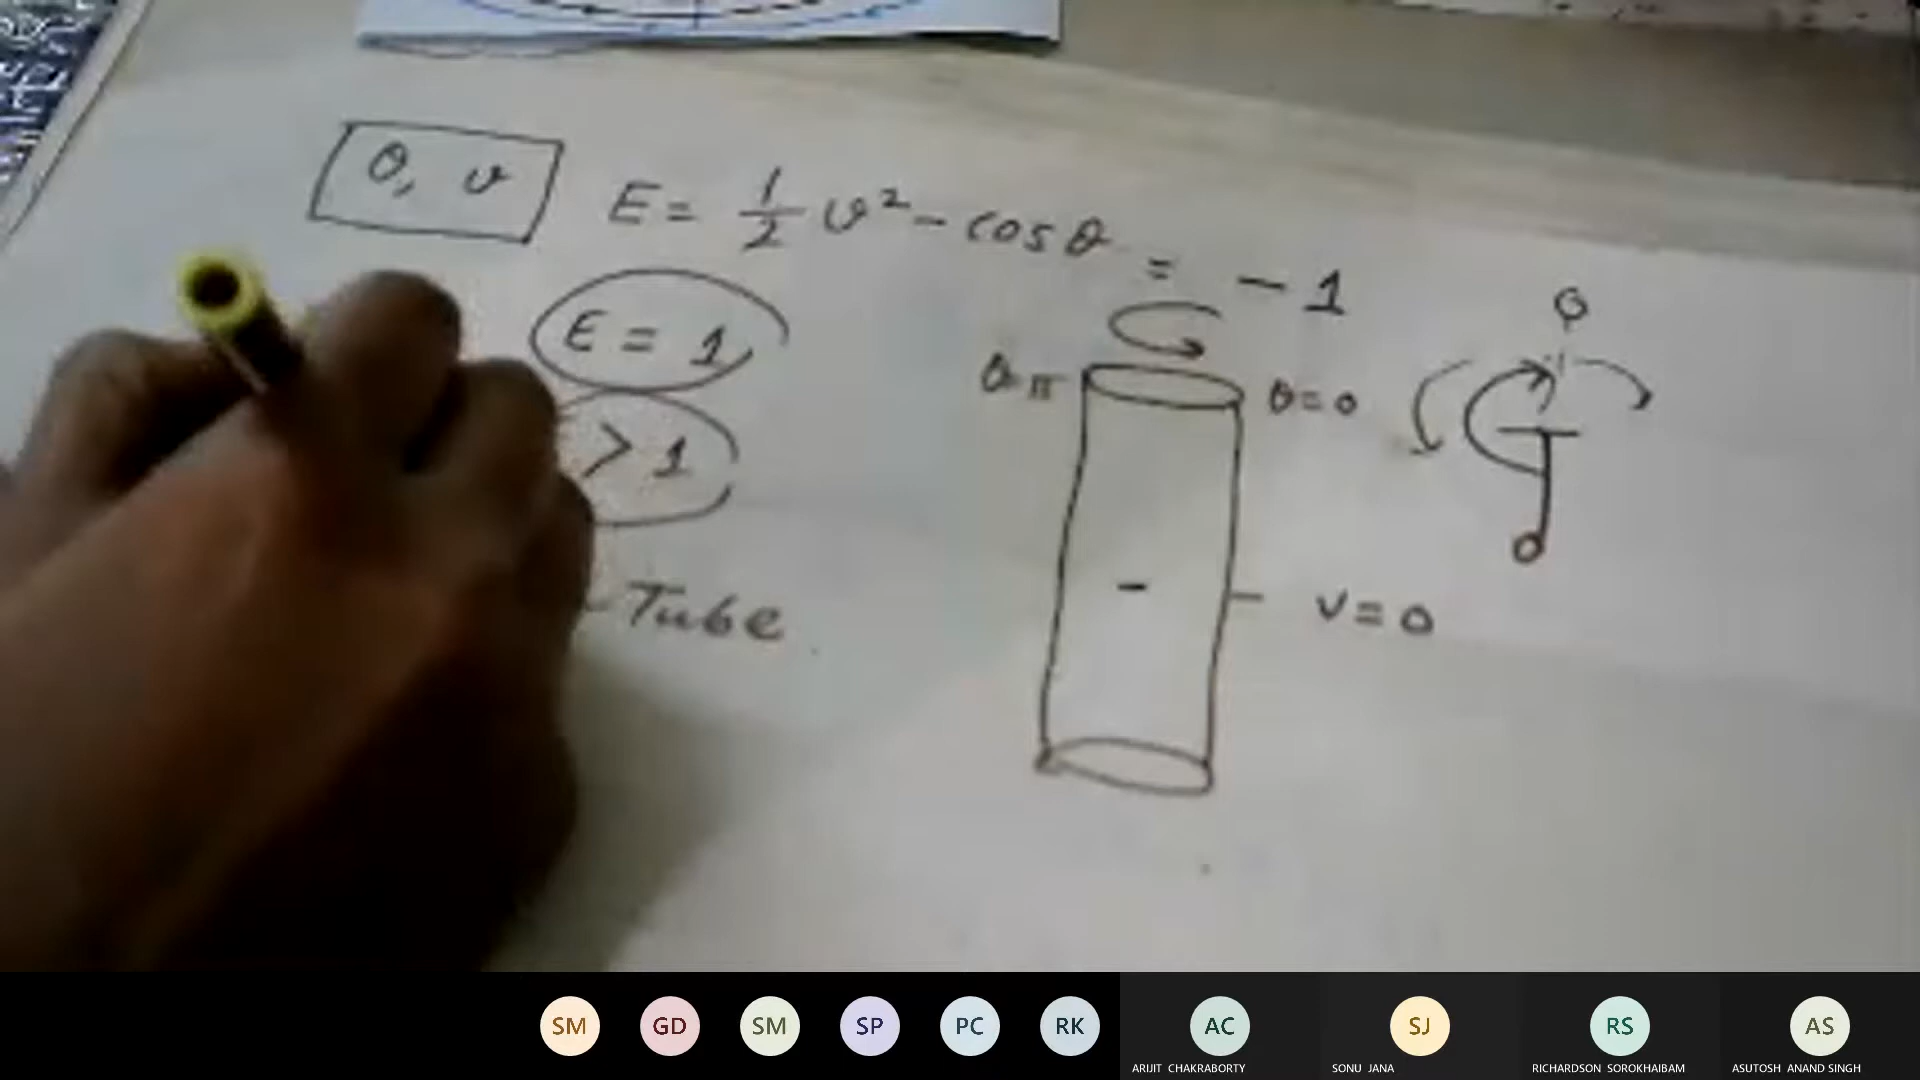 θ, v E = 1/2 v² - cosθ = - 1
E = 1
> 1
θ=π θ=0
Tube
V=0
SM GD SM SP PC RK AC SJ RS AS
ARIJIT CHAKRABORTY SONU JANA RICHARDSON SOROKHAIBAM ASUTOSH ANAND SINGH